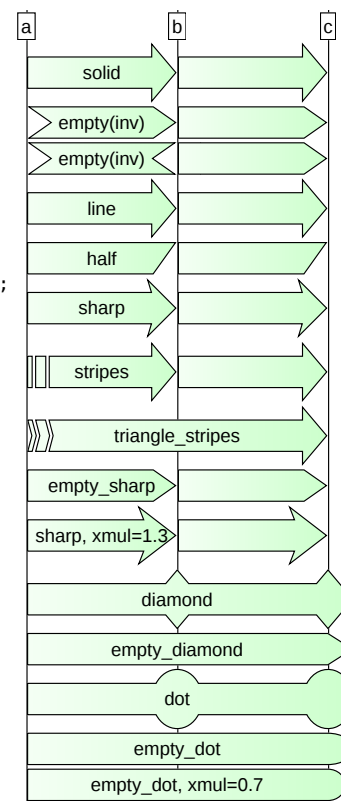 a b c
solid
empty(inv)
empty(inv)
line
half
;
sharp
stripes
triangle_stripes
empty_sharp
sharp, xmul=1.3
diamond
empty_diamond
dot
empty_dot
empty_dot, xmul=0.7